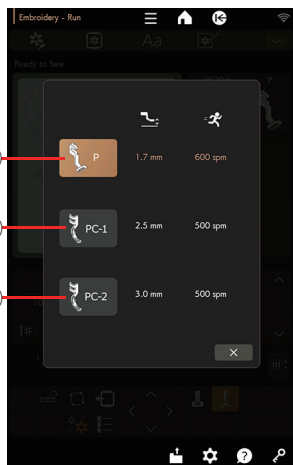 Embroidery - Run
Aa
Ready to Sew
P
P 1.7 mm 600 spm
PC-1 2.5 mm 500 spm
PC-2 3.0 mm 500 spm
I#
×
?